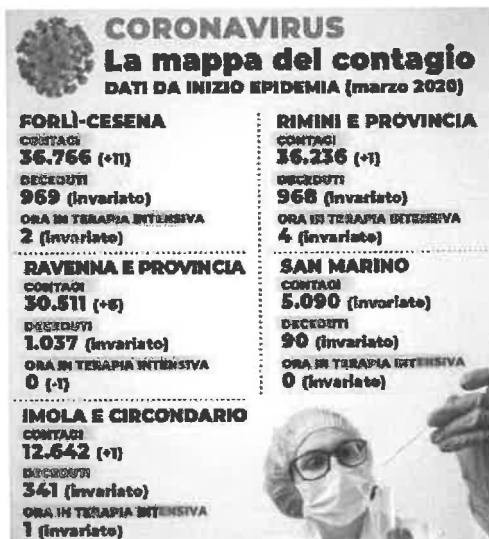 CORONAVIRUS
La mappa del contagio
DATI DA INIZIO EPIDEMIA (marzo 2020)
FORLÌ-CESENA
CONTAGI
36.766 (+11)
DECEDUTI
969 (invariato)
ORA IN TERAPIA INTENSIVA
2 (invariato)
RAVENNA E PROVINCIA
CONTAGI
30.511 (+6)
DECEDUTI
1.037 (invariato)
ORA IN TERAPIA INTENSIVA
0 (-1)
IMOLA E CIRCONDARIO
CONTAGI
12.642 (+1)
DECEDUTI
341 (invariato)
ORA IN TERAPIA INTENSIVA
1 (invariato)
RIMINI E PROVINCIA
CONTAGI
36.236 (+1)
DECEDUTI
968 (invariato)
ORA IN TERAPIA INTENSIVA
4 (invariato)
SAN MARINO
CONTAGI
5.090 (invariato)
DECEDUTI
90 (invariato)
ORA IN TERAPIA INTENSIVA
0 (invariato)